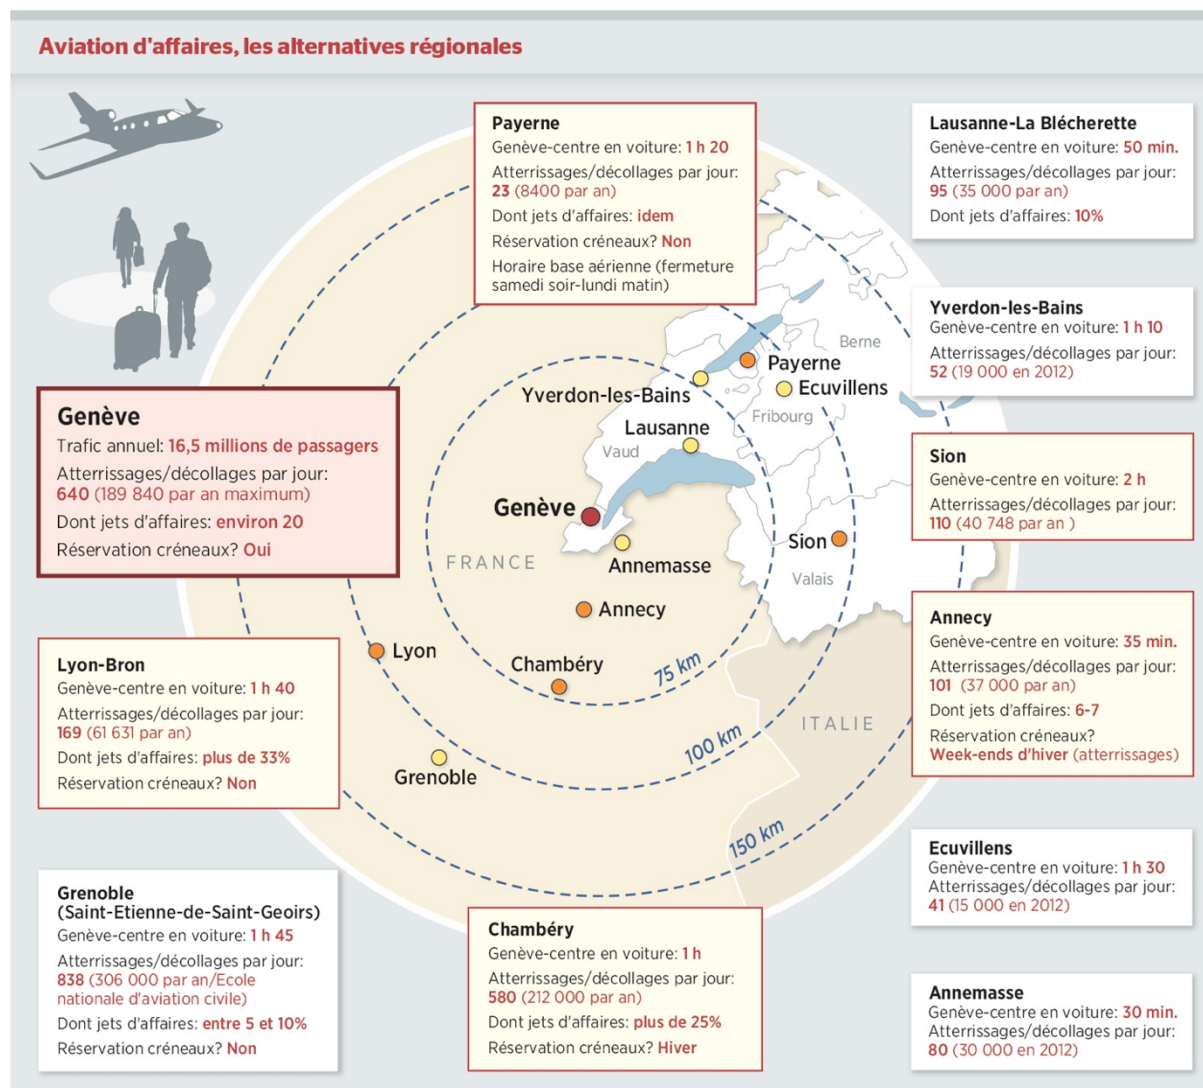 Aviation d'affaires, les alternatives régionales
Payerne
Genève-centre en voiture: 1 h 20
Atterrissages/décollages par jour:
23 (8400 par an)
Dont jets d'affaires: idem
Réservation créneaux? Non
Horaire base aérienne (fermeture
samedi soir-lundi matin)
Lausanne-La Blécherette
Genève-centre en voiture: 50 min.
Atterrissages/décollages par jour:
95 (35 000 par an)
Dont jets d'affaires: 10%
Yverdon-les-Bains
Genève-centre en voiture: 1 h 10
Atterrissages/décollages par jour:
52 (19 000 en 2012)
Genève
Trafic annuel: 16,5 millions de passagers
Atterrissages/décollages par jour:
640 (189 840 par an maximum)
Dont jets d'affaires: environ 20
Réservation créneaux? Oui
Berne
Payerne
Ecuvillens
Yverdon-les-Bains
Fribourg
Lausanne
Vaud
Genève
Sion
FRANCE
Annemasse
Valais
Annecy
Lyon
Chambéry
75 km
ITALIE
100 km
Grenoble
150 km
Sion
Genève-centre en voiture: 2 h
Atterrissages/décollages par jour:
110 (40 748 par an )
Annecy
Genève-centre en voiture: 35 min.
Atterrissages/décollages par jour:
101 (37 000 par an)
Dont jets d'affaires: 6-7
Réservation créneaux?
Week-ends d'hiver (atterrissages)
Lyon-Bron
Genève-centre en voiture: 1 h 40
Atterrissages/décollages par jour:
169 (61 631 par an)
Dont jets d'affaires: plus de 33%
Réservation créneaux? Non
Grenoble
(Saint-Etienne-de-Saint-Geoirs)
Genève-centre en voiture: 1 h 45
Atterrissages/décollages par jour:
838 (306 000 par an/Ecole
nationale d'aviation civile)
Dont jets d'affaires: entre 5 et 10%
Réservation créneaux? Non
Chambéry
Genève-centre en voiture: 1 h
Atterrissages/décollages par jour:
580 (212 000 par an)
Dont jets d'affaires: plus de 25%
Réservation créneaux? Hiver
Ecuvillens
Genève-centre en voiture: 1 h 30
Atterrissages/décollages par jour:
41 (15 000 en 2012)
Annemasse
Genève-centre en voiture: 30 min.
Atterrissages/décollages par jour:
80 (30 000 en 2012)